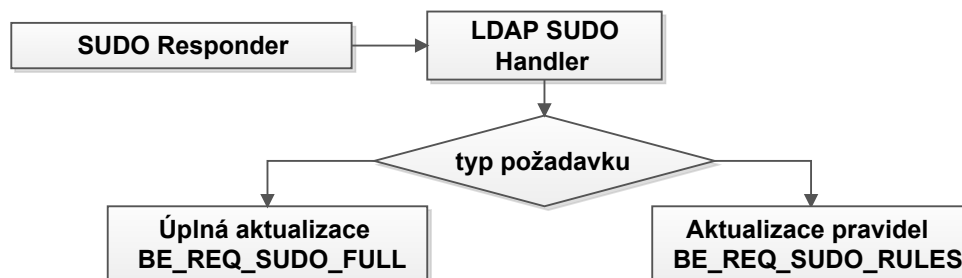 SUDO Responder
LDAP SUDO
Handler
typ požadavku
Úplná aktualizace
BE_REQ_SUDO_FULL
Aktualizace pravidel
BE_REQ_SUDO_RULES